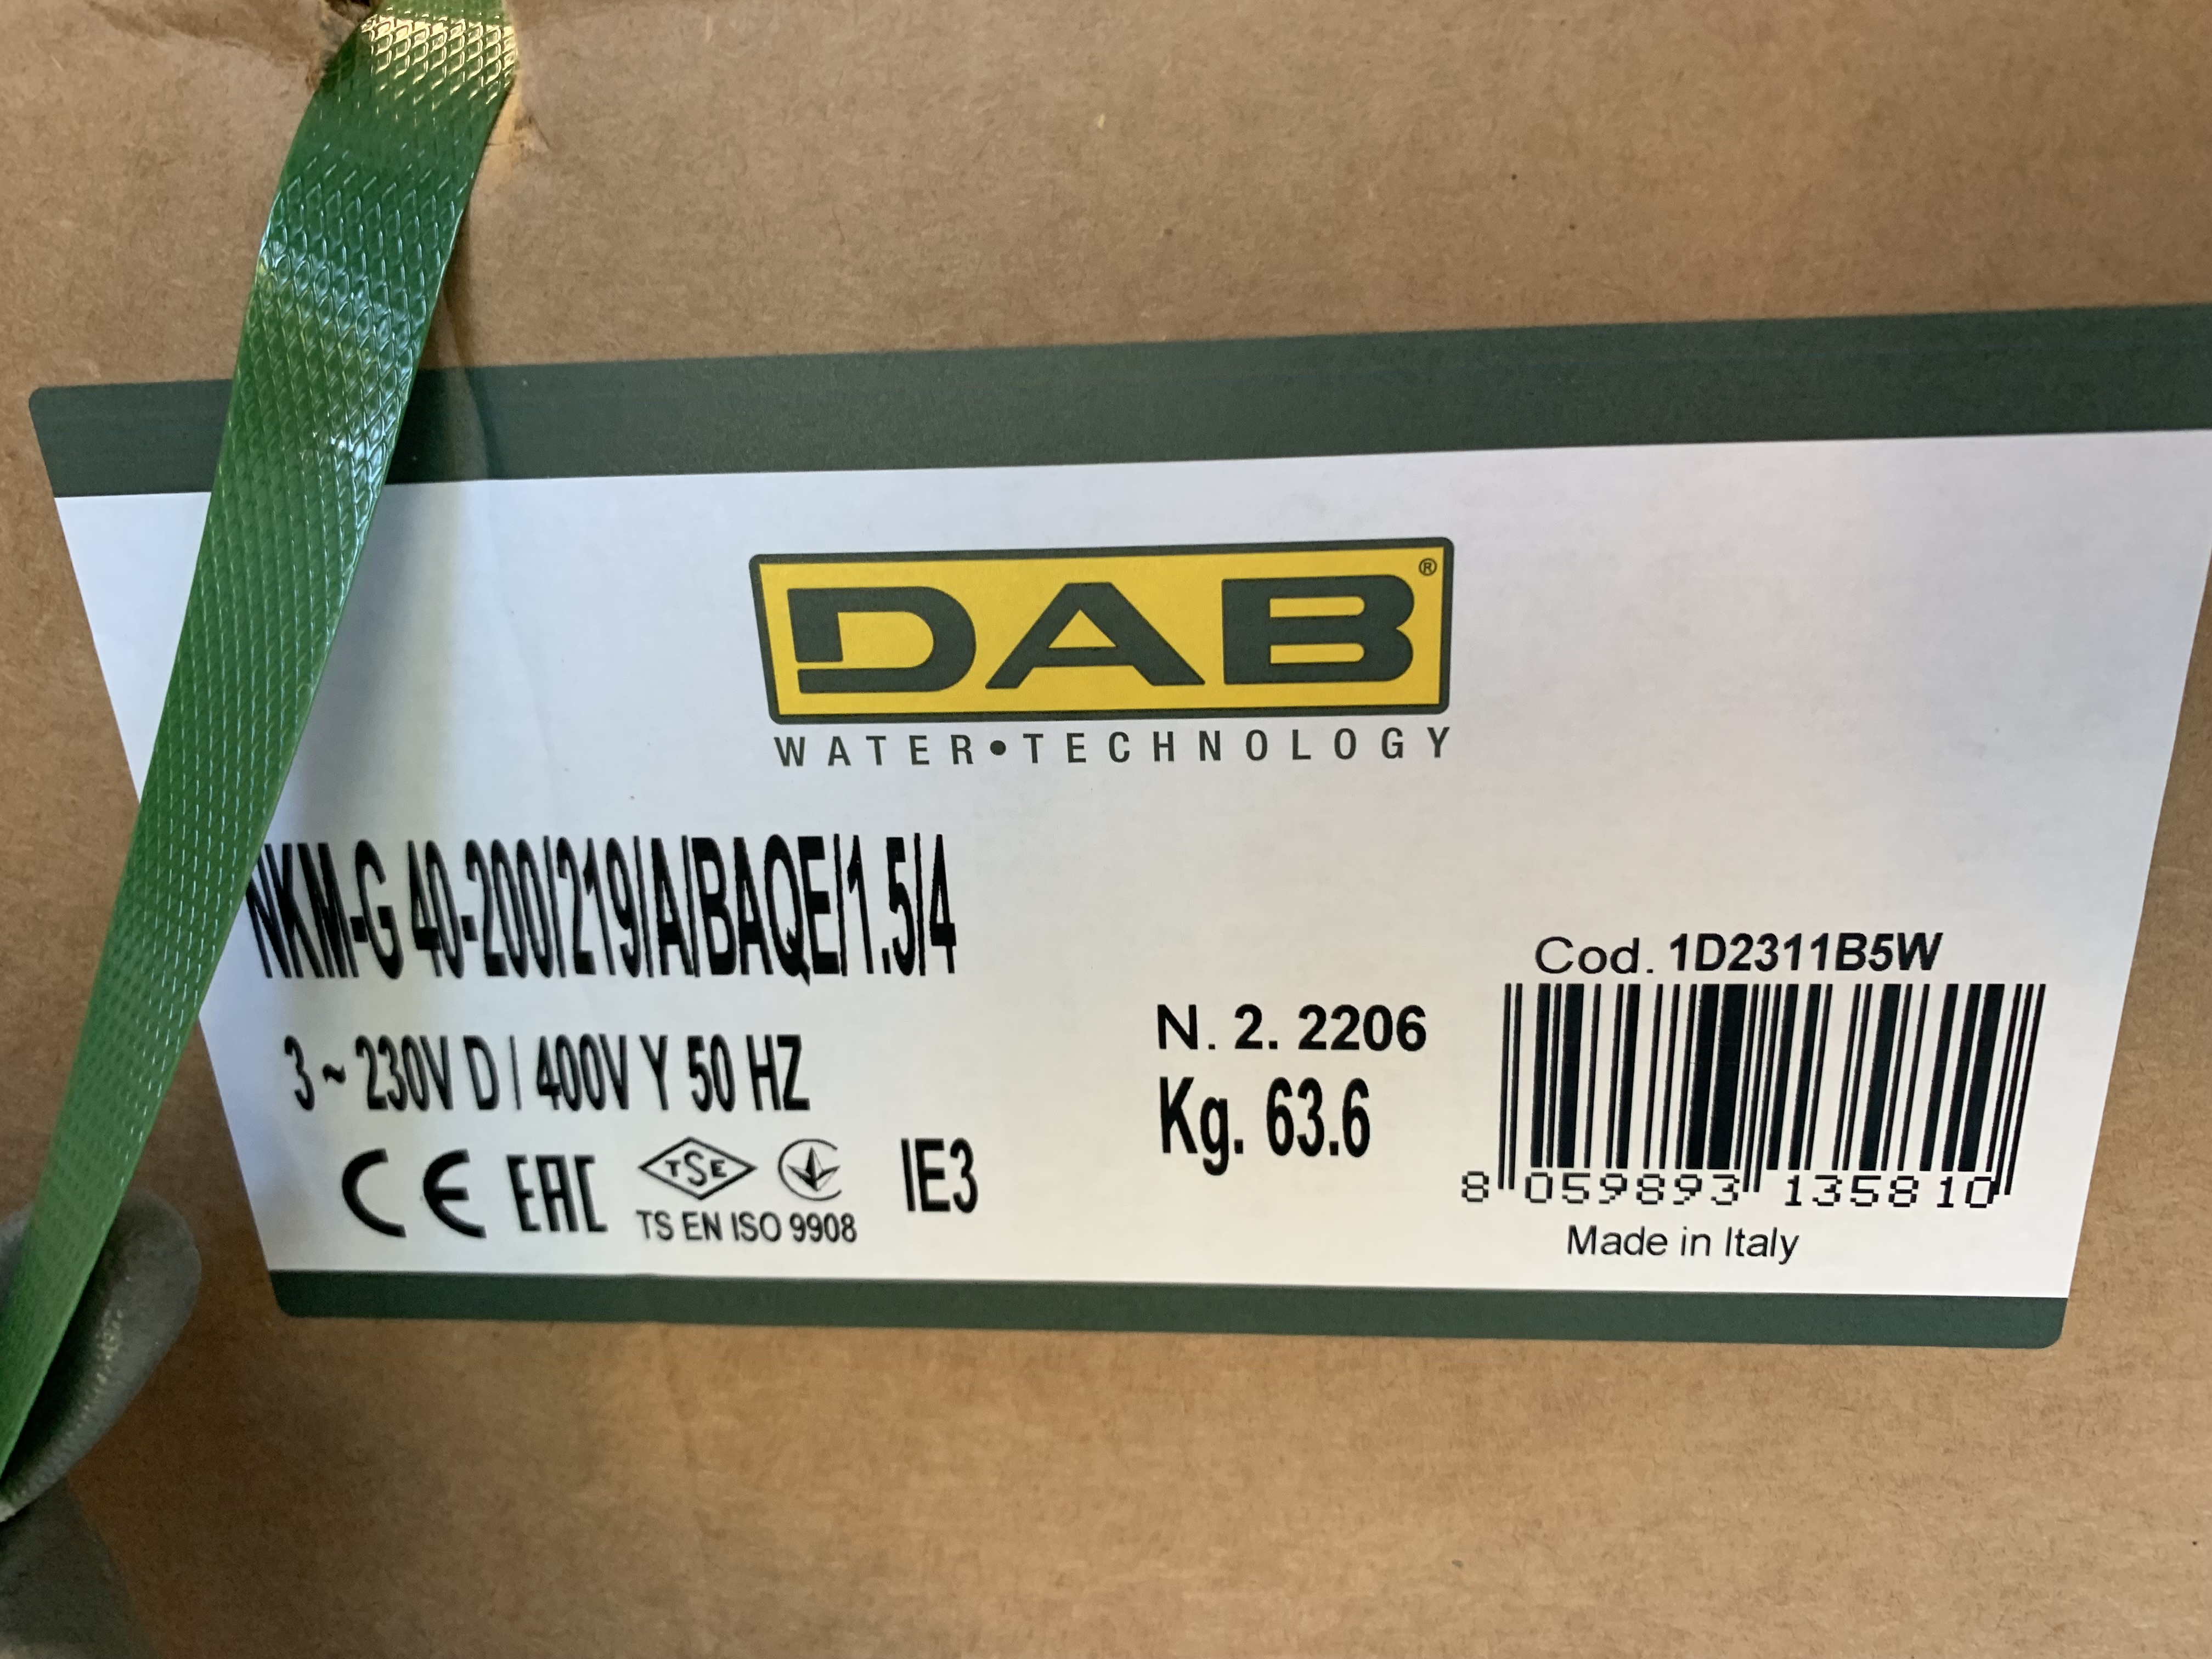 DAB®
WATER•TECHNOLOGY
NKM-G 40-200/219/A/BAQE/1.5/4
3 ~ 230V D / 400V Y 50 HZ
CE EAC TSE
TS EN ISO 9908
IE3
N. 2. 2206
Kg. 63.6
Cod. 1D2311B5W
8 059893 135810
Made in Italy